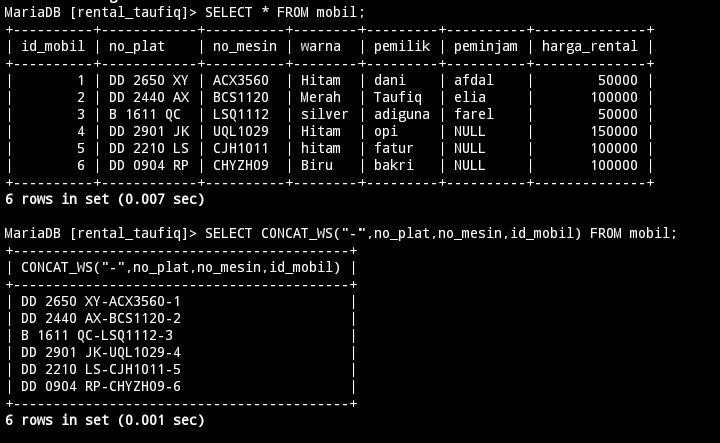 MariaDB [rental_taufiq]> SELECT * FROM mobil;
+----------+------------+----------+--------+---------+----------+--------------+
| id_mobil | no_plat    | no_mesin | warna  | pemilik | peminjam | harga_rental |
+----------+------------+----------+--------+---------+----------+--------------+
|        1 | DD 2650 XY | ACX3560  | Hitam  | dani    | afdal    |        50000 |
|        2 | DD 2440 AX | BCS1120  | Merah  | Taufiq  | elia     |       100000 |
|        3 | B 1611 QC  | LSQ1112  | silver | adiguna | farel    |        50000 |
|        4 | DD 2901 JK | UQL1029  | Hitam  | opi     | NULL     |       150000 |
|        5 | DD 2210 LS | CJH1011  | hitam  | fatur   | NULL     |       100000 |
|        6 | DD 0904 RP | CHYZH09  | Biru   | bakri   | NULL     |       100000 |
+----------+------------+----------+--------+---------+----------+--------------+
6 rows in set (0.007 sec)
MariaDB [rental_taufiq]> SELECT CONCAT_WS("-",no_plat,no_mesin,id_mobil) FROM mobil;
+------------------------------------------+
| CONCAT_WS("-",no_plat,no_mesin,id_mobil) |
+------------------------------------------+
| DD 2650 XY-ACX3560-1                     |
| DD 2440 AX-BCS1120-2                     |
| B 1611 QC-LSQ1112-3                      |
| DD 2901 JK-UQL1029-4                     |
| DD 2210 LS-CJH1011-5                     |
| DD 0904 RP-CHYZH09-6                     |
+------------------------------------------+
6 rows in set (0.001 sec)